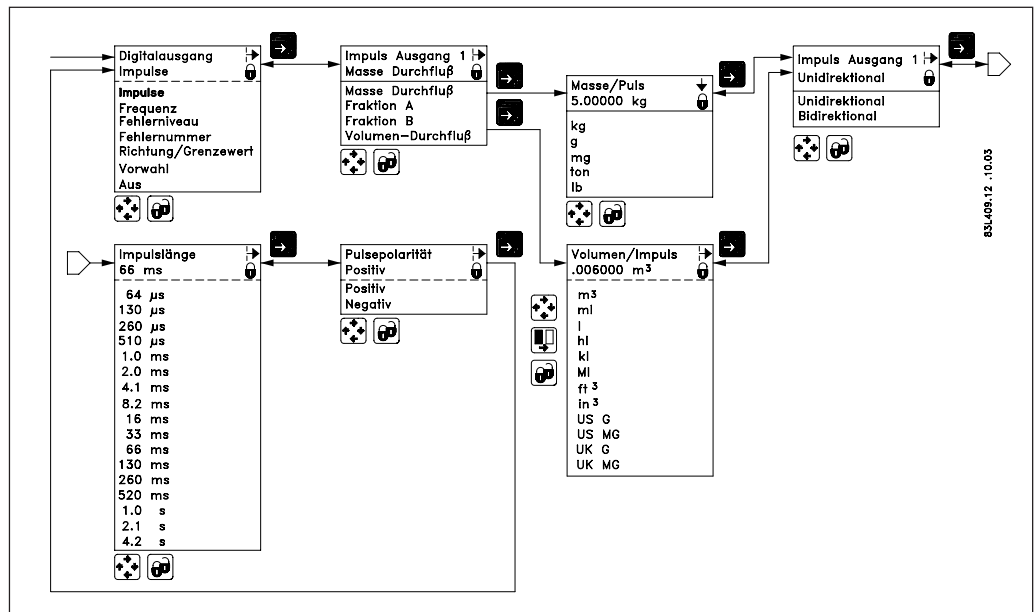 Digitalausgang
Impulse
Impulse
Frequenz
Fehlerniveau
Fehlernummer
Richtung/Grenzewert
Vorwahl
Aus
Impuls Ausgang 1
Masse Durchfluß
Masse Durchfluß
Fraktion A
Fraktion B
Volumen-Durchfluß
Masse/Puls
5.00000 kg
kg
g
mg
ton
lb
Impuls Ausgang 1
Unidirektional
Unidirektional
Bidirektional
83L409.12 .10.03
Impulslänge
66 ms
64 µs
130 µs
260 µs
510 µs
1.0 ms
2.0 ms
4.1 ms
8.2 ms
16 ms
33 ms
66 ms
130 ms
260 ms
520 ms
1.0 s
2.1 s
4.2 s
Pulsepolarität
Positiv
Positiv
Negativ
Volumen/Impuls
.006000 m³
m³
ml
l
hl
kl
Ml
ft³
in³
US G
US MG
UK G
UK MG